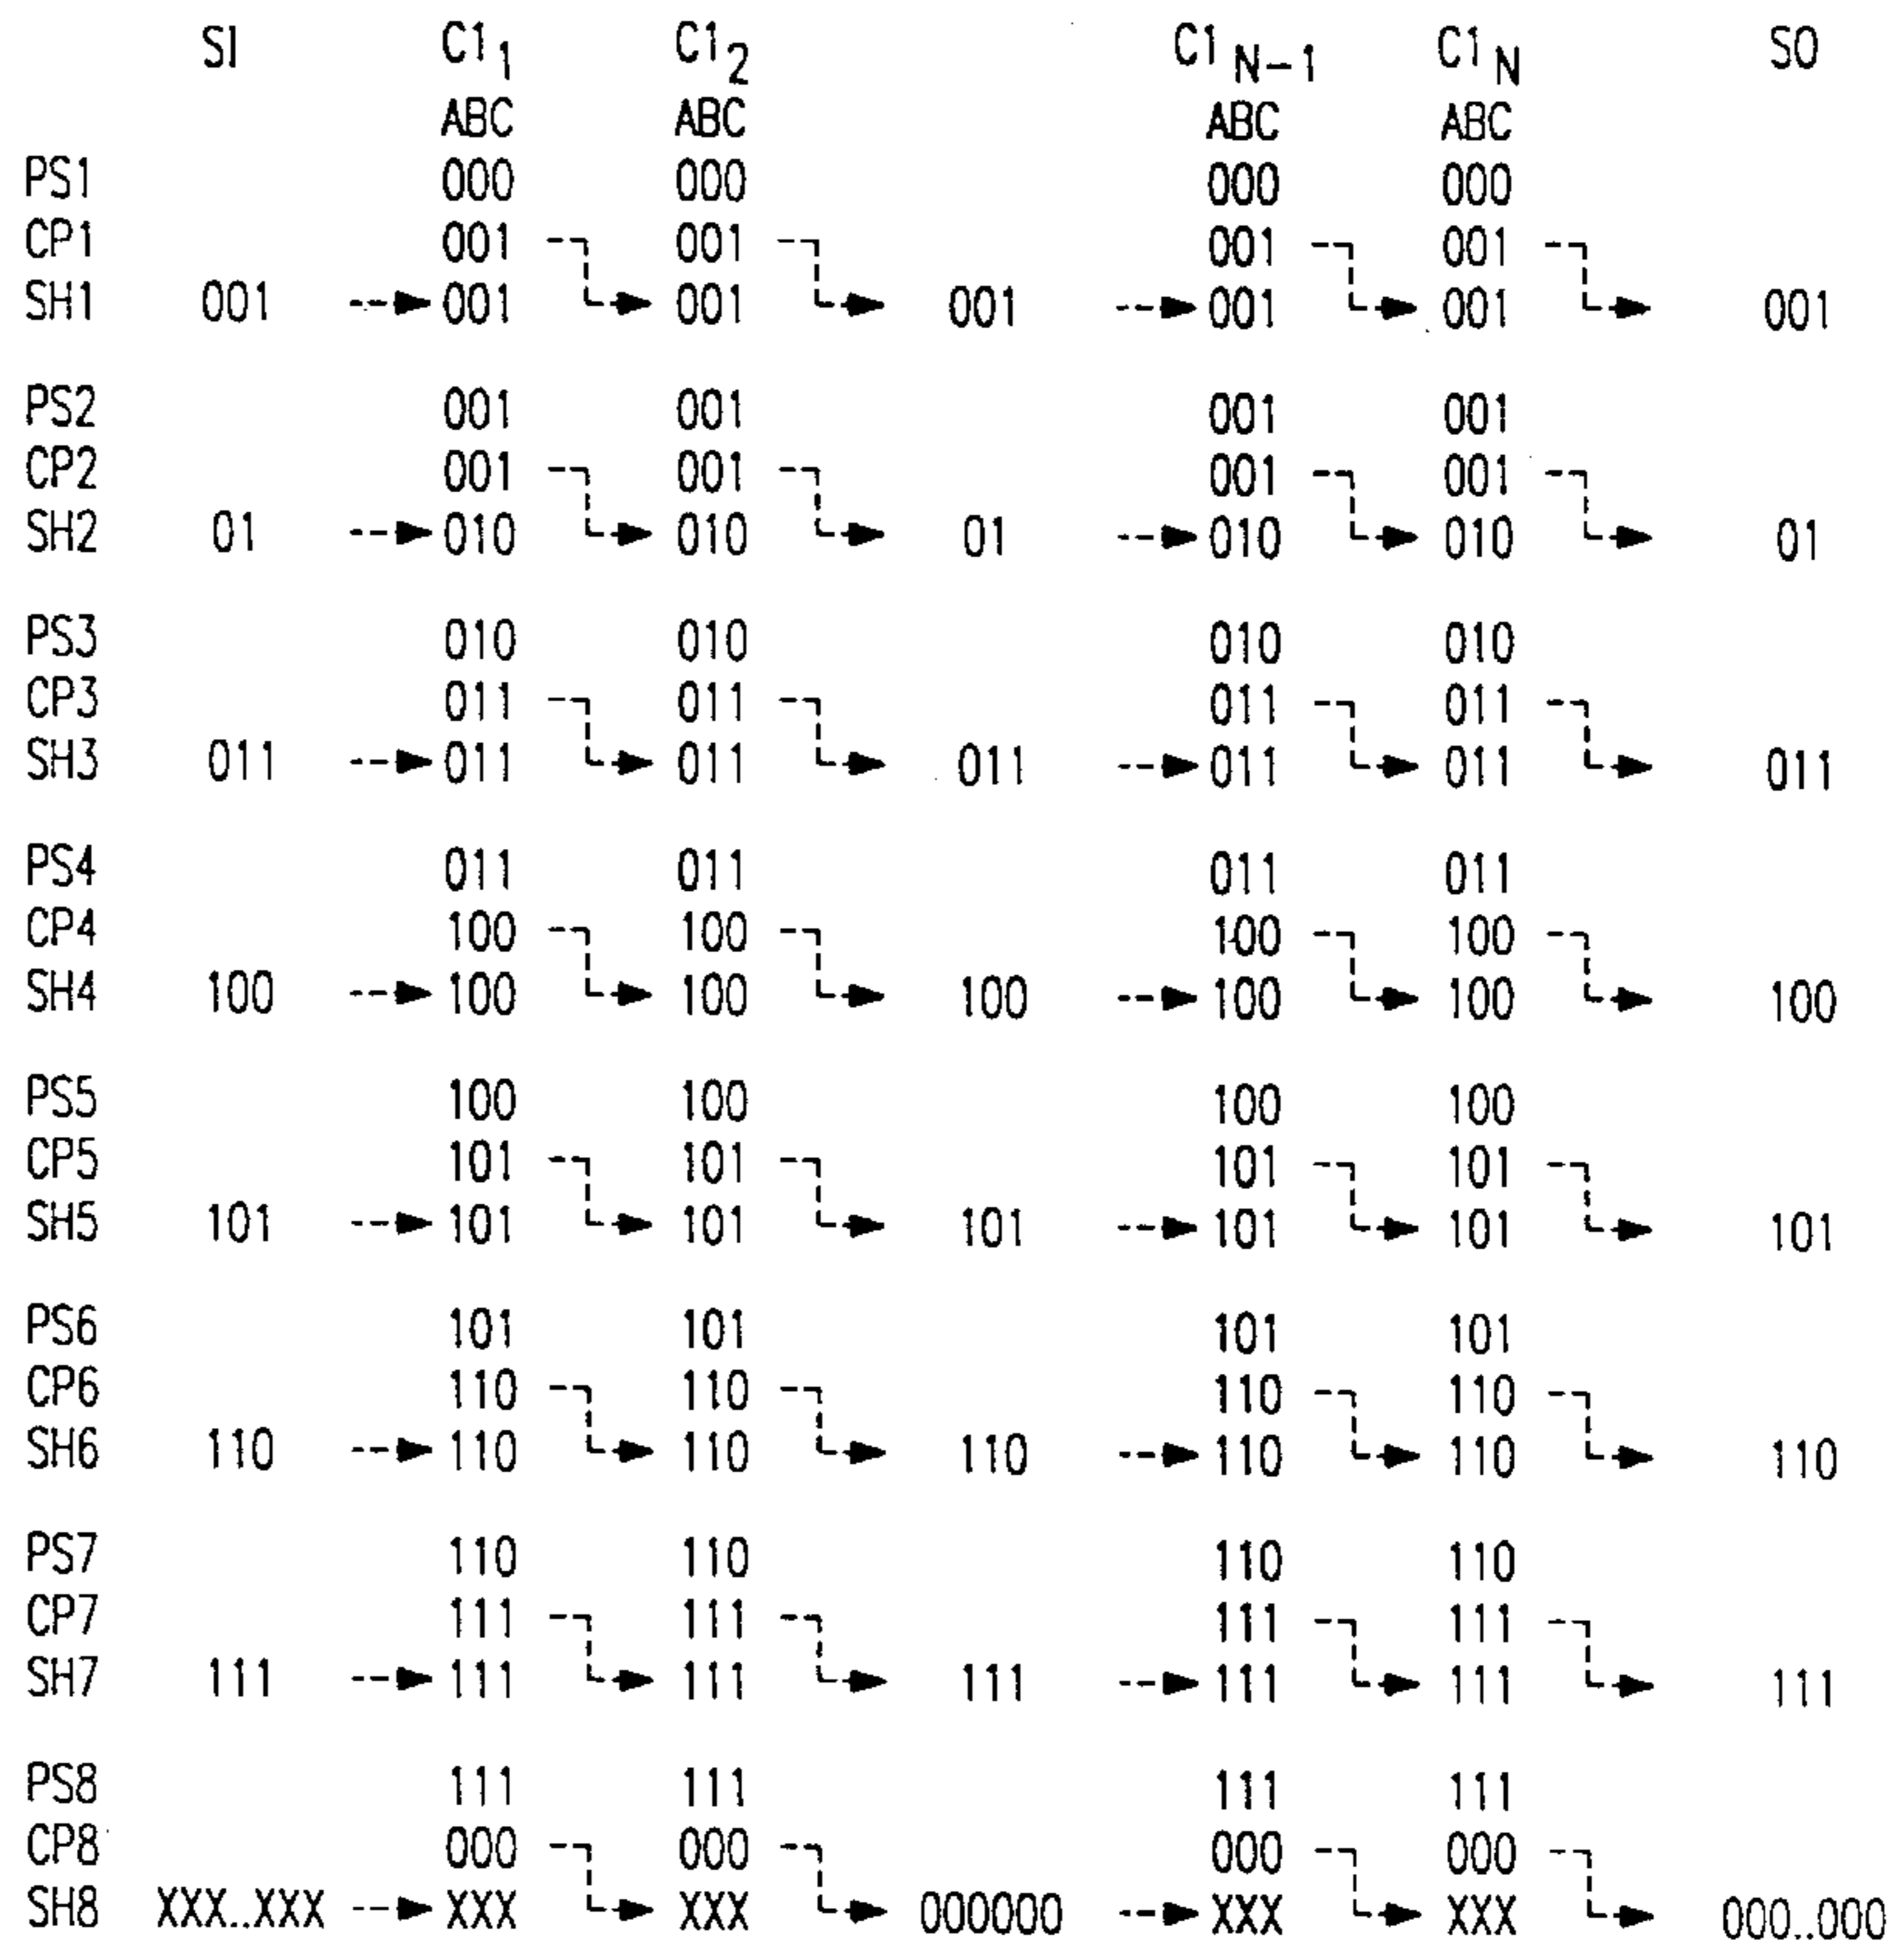 SI C1₁ C1₂ C1 N-1 C1 N SO
ABC ABC ABC ABC
PS1 000 000 000 000
CP1 001 001 001 001
SH1 001 001 001 001 001 001 001
PS2 001 001 001 001
CP2 001 001 001 001
SH2 01 010 010 01 010 010 01
PS3 010 010 010 010
CP3 011 011 011 011
SH3 011 011 011 011 011 011 011
PS4 011 011 011 011
CP4 100 100 100 100
SH4 100 100 100 100 100 100 100
PS5 100 100 100 100
CP5 101 101 101 101
SH5 101 101 101 101 101 101 101
PS6 101 101 101 101
CP6 110 110 110 110
SH6 110 110 110 110 110 110 110
PS7 110 110 110 110
CP7 111 111 111 111
SH7 111 111 111 111 111 111 111
PS8 111 111 111 111
CP8 000 000 000 000
SH8 XXX..XXX XXX XXX 000000 XXX XXX 000..000